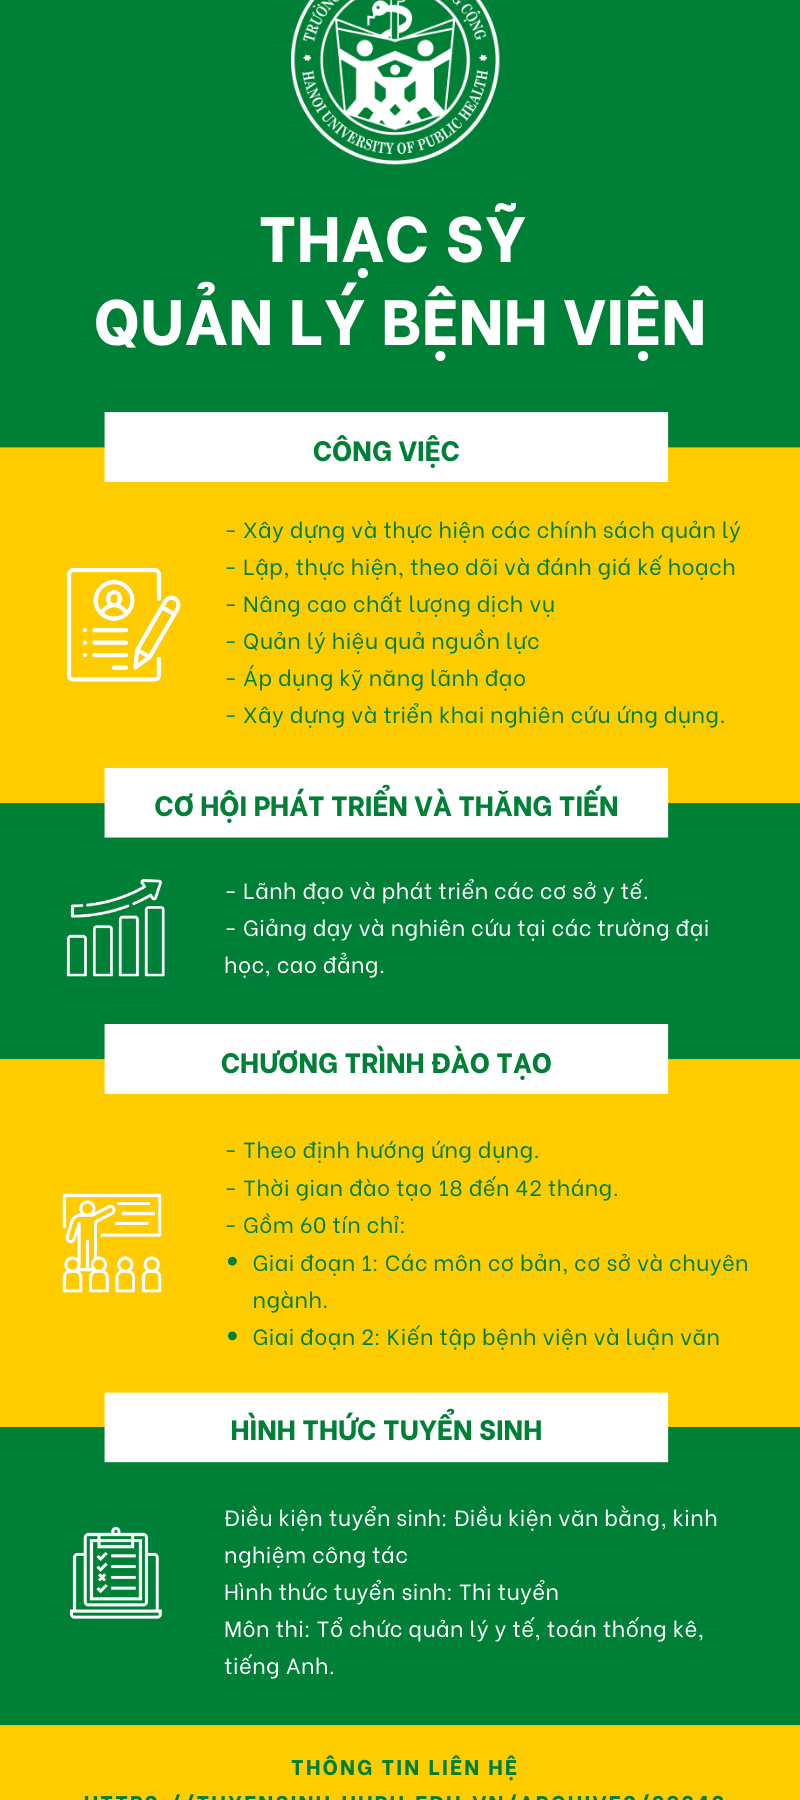 TRƯỜNG CỘNG
HANOI UNIVERSITY OF PUBLIC HEALTH
THẠC SỸ
QUẢN LÝ BỆNH VIỆN
CÔNG VIỆC
- Xây dựng và thực hiện các chính sách quản lý
- Lập, thực hiện, theo dõi và đánh giá kế hoạch
- Nâng cao chất lượng dịch vụ
- Quản lý hiệu quả nguồn lực
- Áp dụng kỹ năng lãnh đạo
- Xây dựng và triển khai nghiên cứu ứng dụng.
CƠ HỘI PHÁT TRIỂN VÀ THĂNG TIẾN
- Lãnh đạo và phát triển các cơ sở y tế.
- Giảng dạy và nghiên cứu tại các trường đại
học, cao đẳng.
CHƯƠNG TRÌNH ĐÀO TẠO
- Theo định hướng ứng dụng.
- Thời gian đào tạo 18 đến 42 tháng.
- Gồm 60 tín chỉ:
• Giai đoạn 1: Các môn cơ bản, cơ sở và chuyên
ngành.
• Giai đoạn 2: Kiến tập bệnh viện và luận văn
HÌNH THỨC TUYỂN SINH
Điều kiện tuyển sinh: Điều kiện văn bằng, kinh
nghiệm công tác
Hình thức tuyển sinh: Thi tuyển
Môn thi: Tổ chức quản lý y tế, toán thống kê,
tiếng Anh.
THÔNG TIN LIÊN HỆ